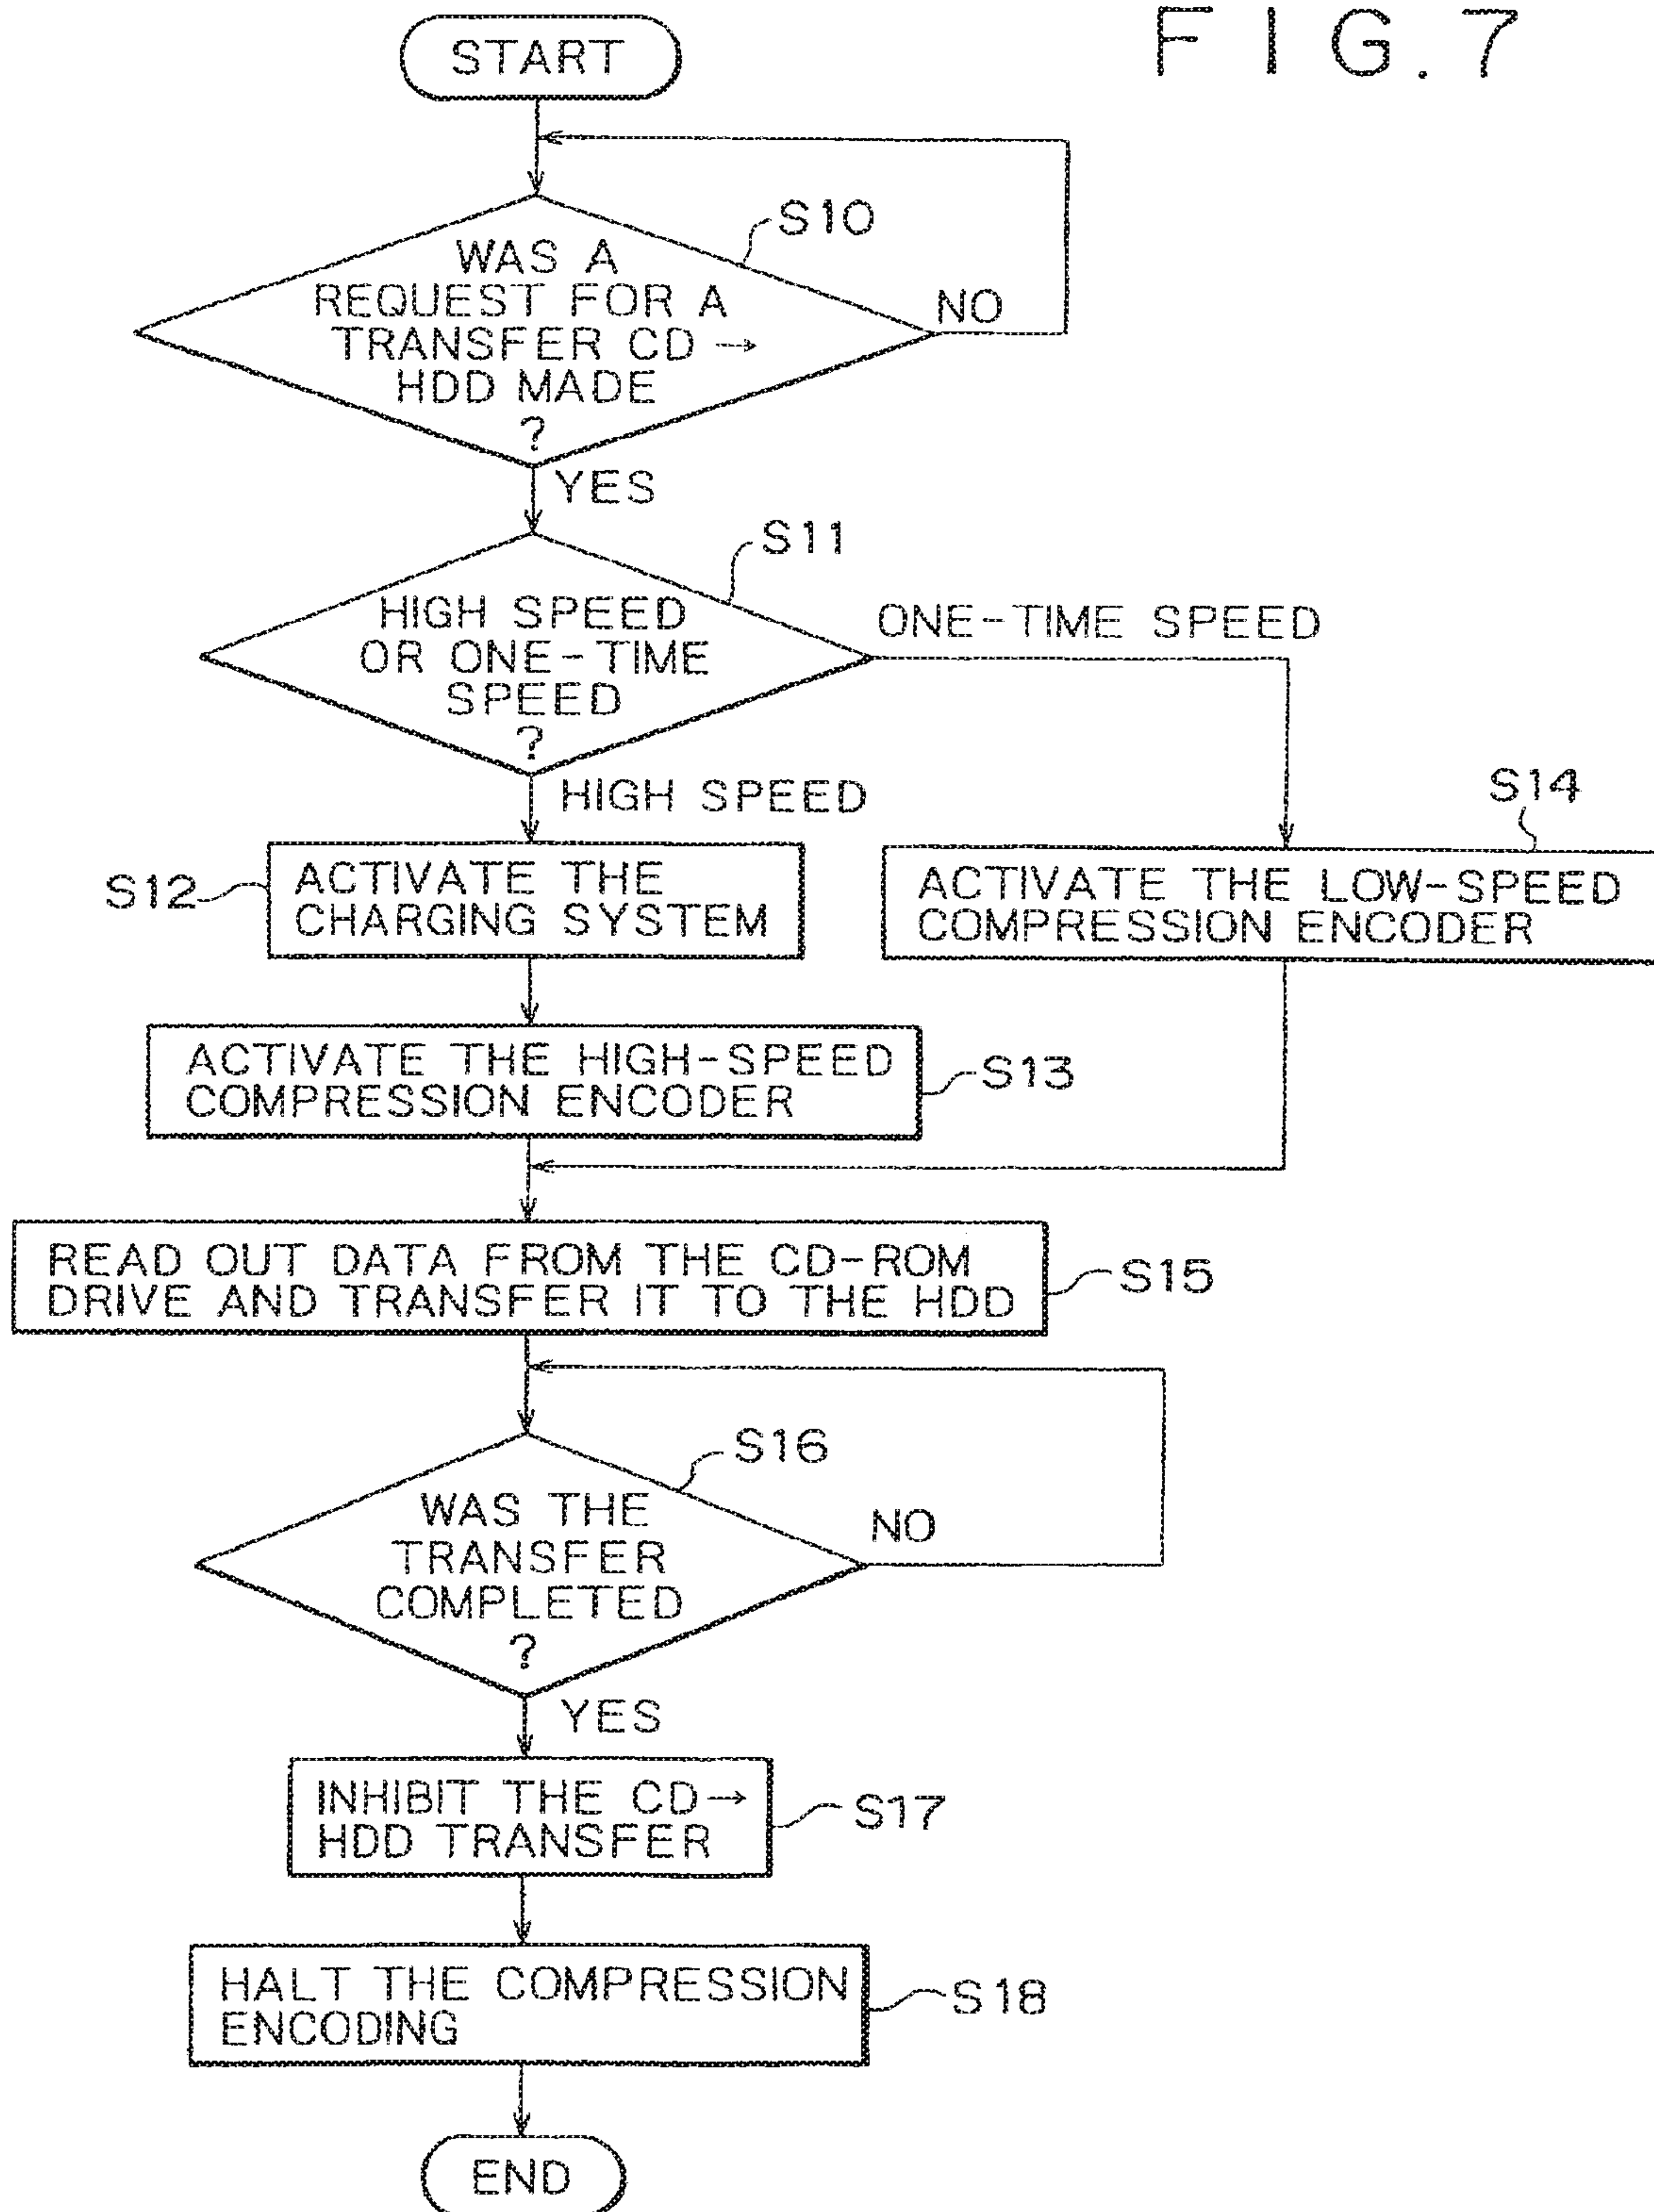 FIG. 7
START
S10
WAS A
REQUEST FOR A
TRANSFER CD →
HDD MADE
?
NO
YES
S11
HIGH SPEED
OR ONE-TIME
SPEED
?
ONE-TIME SPEED
HIGH SPEED
S12
ACTIVATE THE
CHARGING SYSTEM
S14
ACTIVATE THE LOW-SPEED
COMPRESSION ENCODER
ACTIVATE THE HIGH-SPEED
COMPRESSION ENCODER
S13
READ OUT DATA FROM THE CD-ROM
DRIVE AND TRANSFER IT TO THE HDD
S15
S16
WAS THE
TRANSFER
COMPLETED
?
NO
YES
INHIBIT THE CD →
HDD TRANSFER
S17
HALT THE COMPRESSION
ENCODING
S18
END